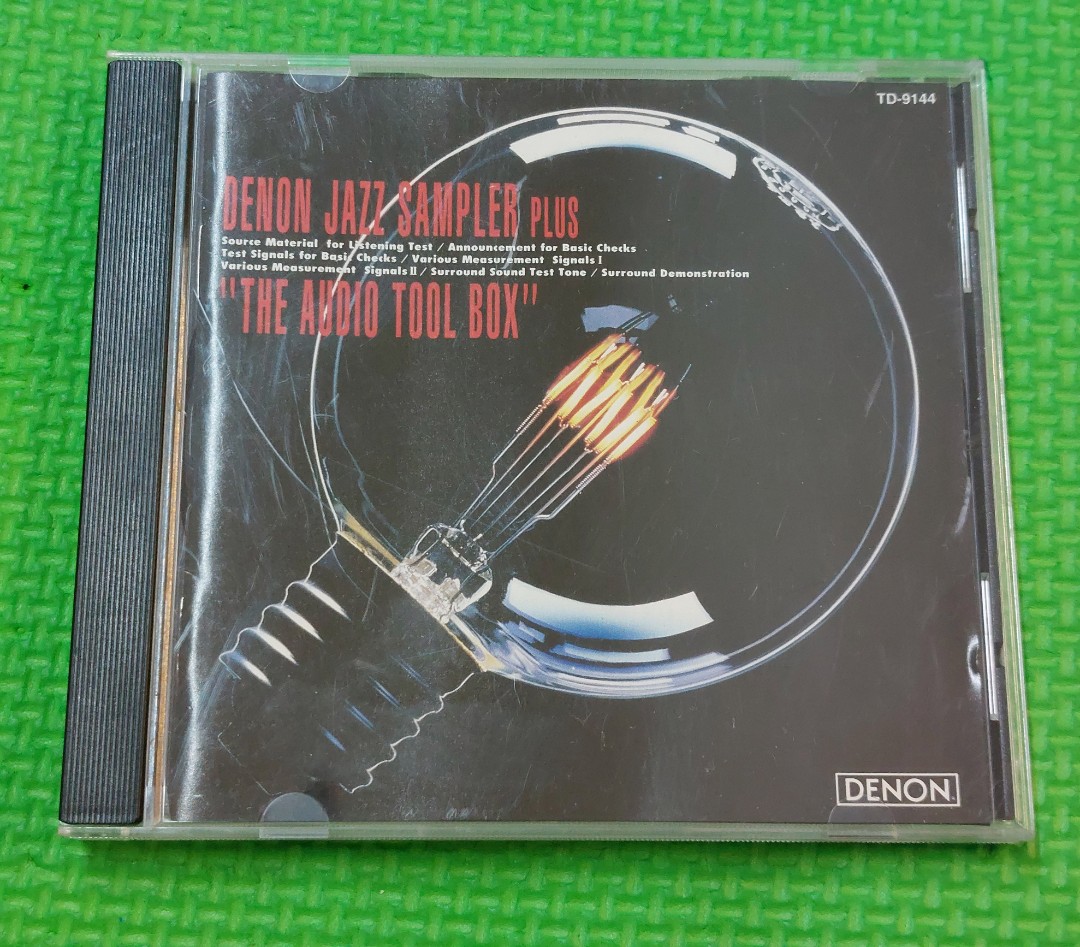 TD-9144
DENON JAZZ SAMPLER PLUS
Source Material for Listening Test / Announcement for Basic Checks
Test Signals for Basic Checks / Various Measurement Signals I
Various Measurement Signals II / Surround Sound Test Tone / Surround Demonstration
"THE AUDIO TOOL BOX"
DENON